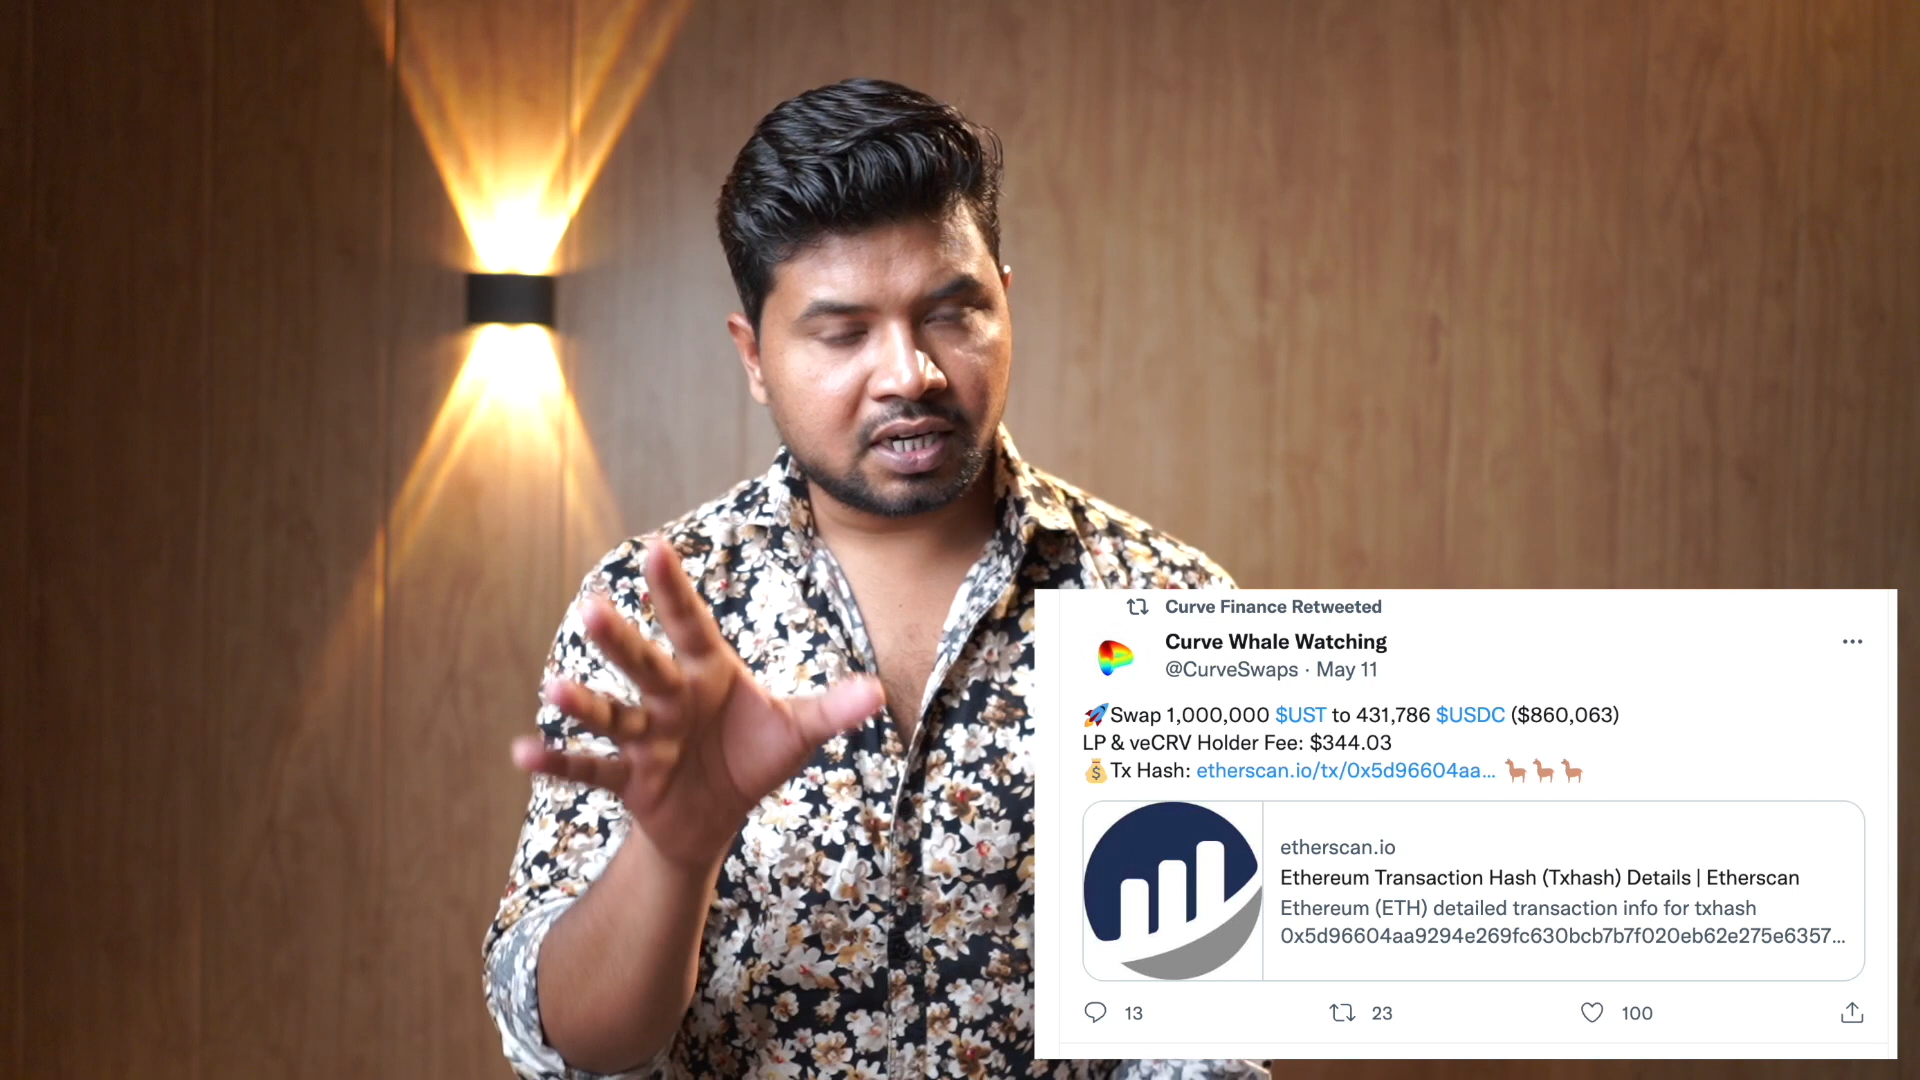 Curve Finance Retweeted
Curve Whale Watching
@CurveSwaps · May 11
🚀Swap 1,000,000 $UST to 431,786 $USDC ($860,063)
LP & veCRV Holder Fee: $344.03
💰Tx Hash: etherscan.io/tx/0x5d96604aa... 🦙🦙🦙
etherscan.io
Ethereum Transaction Hash (Txhash) Details | Etherscan
Ethereum (ETH) detailed transaction info for txhash
0x5d96604aa9294e269fc630bcb7b7f020eb62e275e6357...
13 23 100